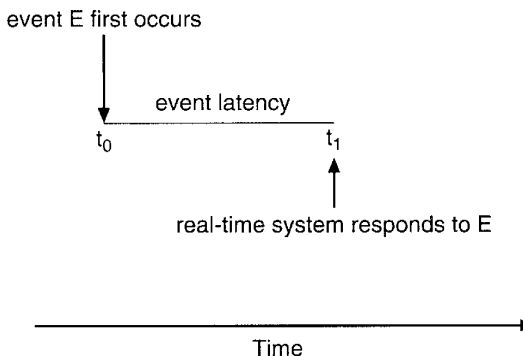 event E first occurs
event latency
t0
t1
real-time system responds to E
Time